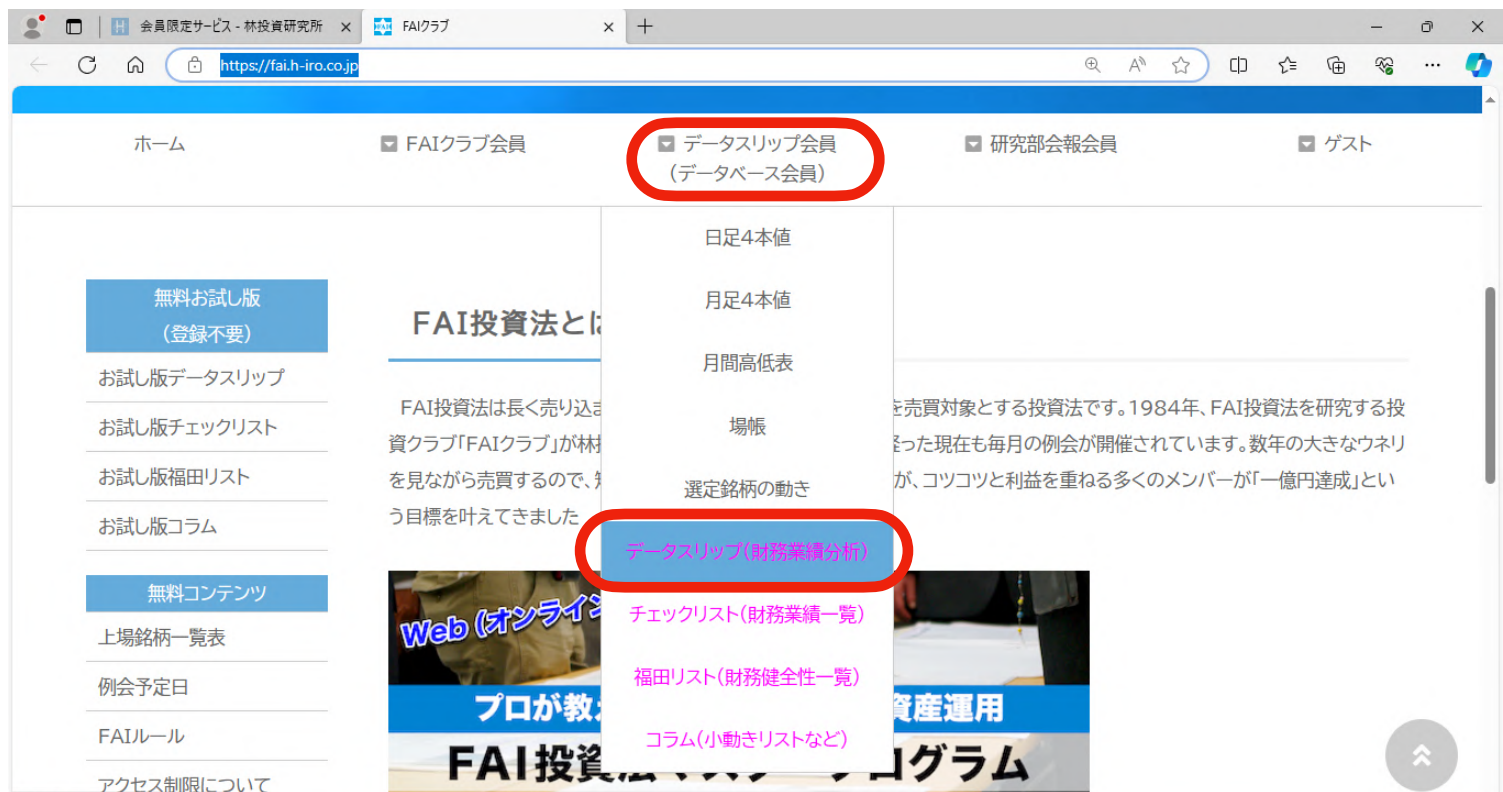 会員限定サービス - 林投資研究所
FAIクラブ
https://fai.h-iro.co.jp
ホーム
FAIクラブ会員
データスリップ会員
(データベース会員)
研究部会報会員
ゲスト
日足4本値
月足4本値
月間高低表
場帳
選定銘柄の動き
データスリップ(財務業績分析)
チェックリスト(財務業績一覧)
福田リスト(財務健全性一覧)
コラム(小動きリストなど)
無料お試し版
(登録不要)
お試し版データスリップ
お試し版チェックリスト
お試し版福田リスト
お試し版コラム
無料コンテンツ
上場銘柄一覧表
例会予定日
FAIルール
アクセス制限について
FAI投資法とは
FAI投資法は長く売り込ま を売買対象とする投資法です。1984年、FAI投資法を研究する投
資クラブ「FAIクラブ」が林投 経った現在も毎月の例会が開催されています。数年の大きなウネリ
を見ながら売買するので、 が、コツコツと利益を重ねる多くのメンバーが「一億円達成」とい
う目標を叶えてきました
Web (オンライン
プロが教え 資産運用
FAI投資法マスタープログラム